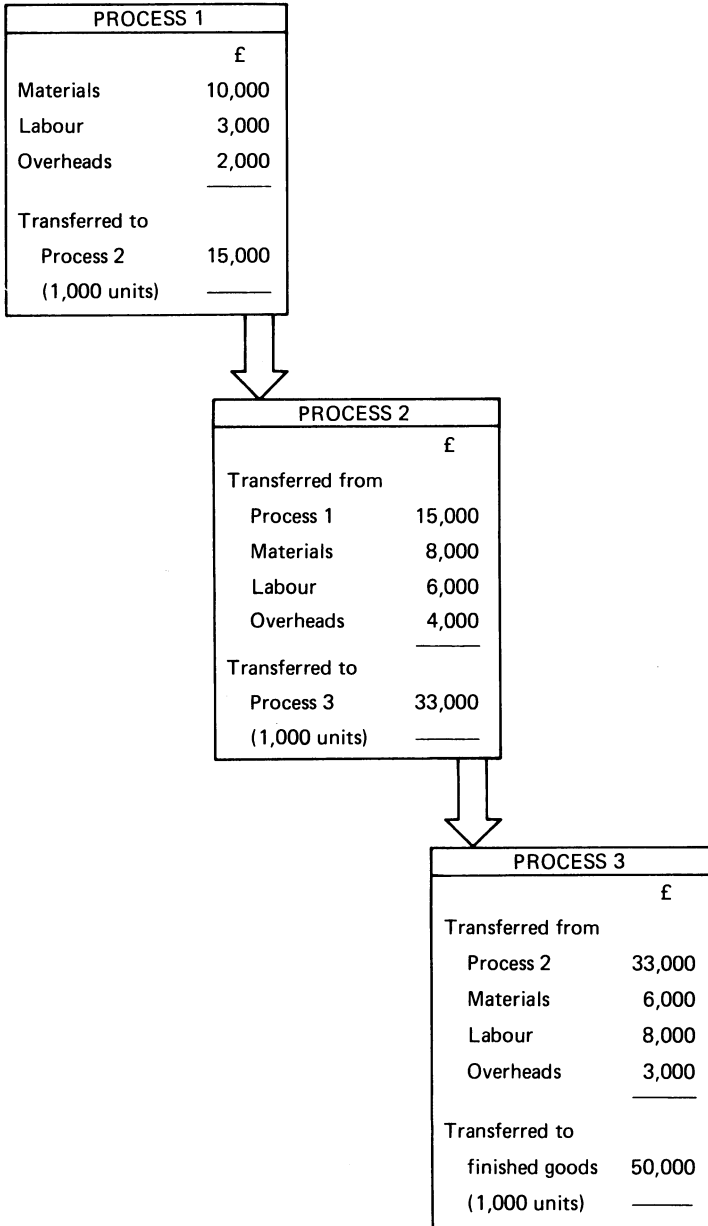 PROCESS 1
£
Materials 10,000
Labour 3,000
Overheads 2,000
Transferred to
Process 2 15,000
(1,000 units)
PROCESS 2
£
Transferred from
Process 1 15,000
Materials 8,000
Labour 6,000
Overheads 4,000
Transferred to
Process 3 33,000
(1,000 units)
PROCESS 3
£
Transferred from
Process 2 33,000
Materials 6,000
Labour 8,000
Overheads 3,000
Transferred to
finished goods 50,000
(1,000 units)